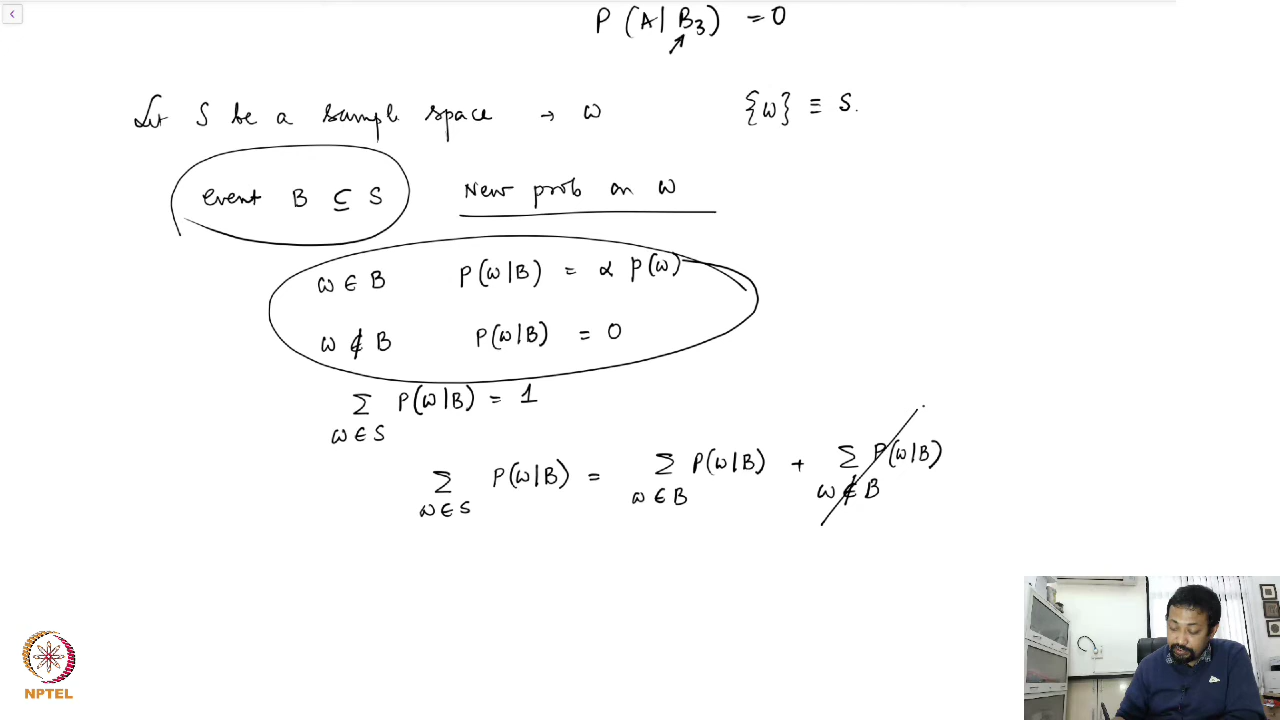 P (A | B₃) = 0
Let S be a sample space → ω {ω} ≡ S.
event B ⊆ S New prob on ω
ω ∈ B P(ω|B) = α p(ω)
ω ∉ B P(ω|B) = 0
Σ P(ω|B) = 1
ω ∈ S
Σ P(ω|B) = Σ P(ω|B) + Σ P(ω|B)
ω ∈ S ω ∈ B ω ∉ B
NPTEL